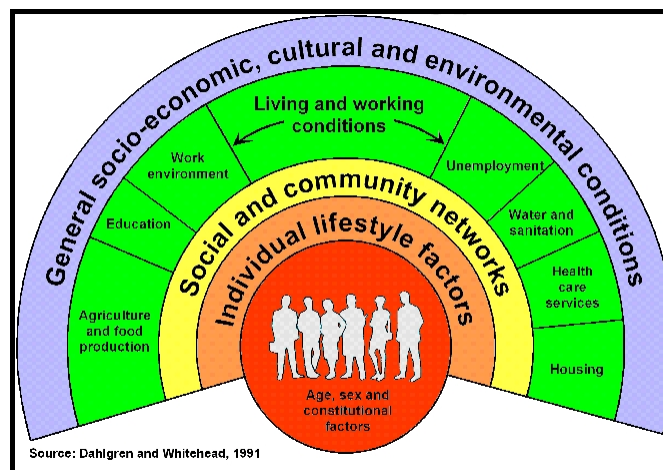 General socio-economic, cultural and environmental conditions
Living and working
conditions
Work
environment
Unemployment
Education
Water and
sanitation
Agriculture
and food
production
Health
care
services
Housing
Social and community networks
Individual lifestyle factors
Age, sex and
constitutional
factors
Source: Dahlgren and Whitehead, 1991